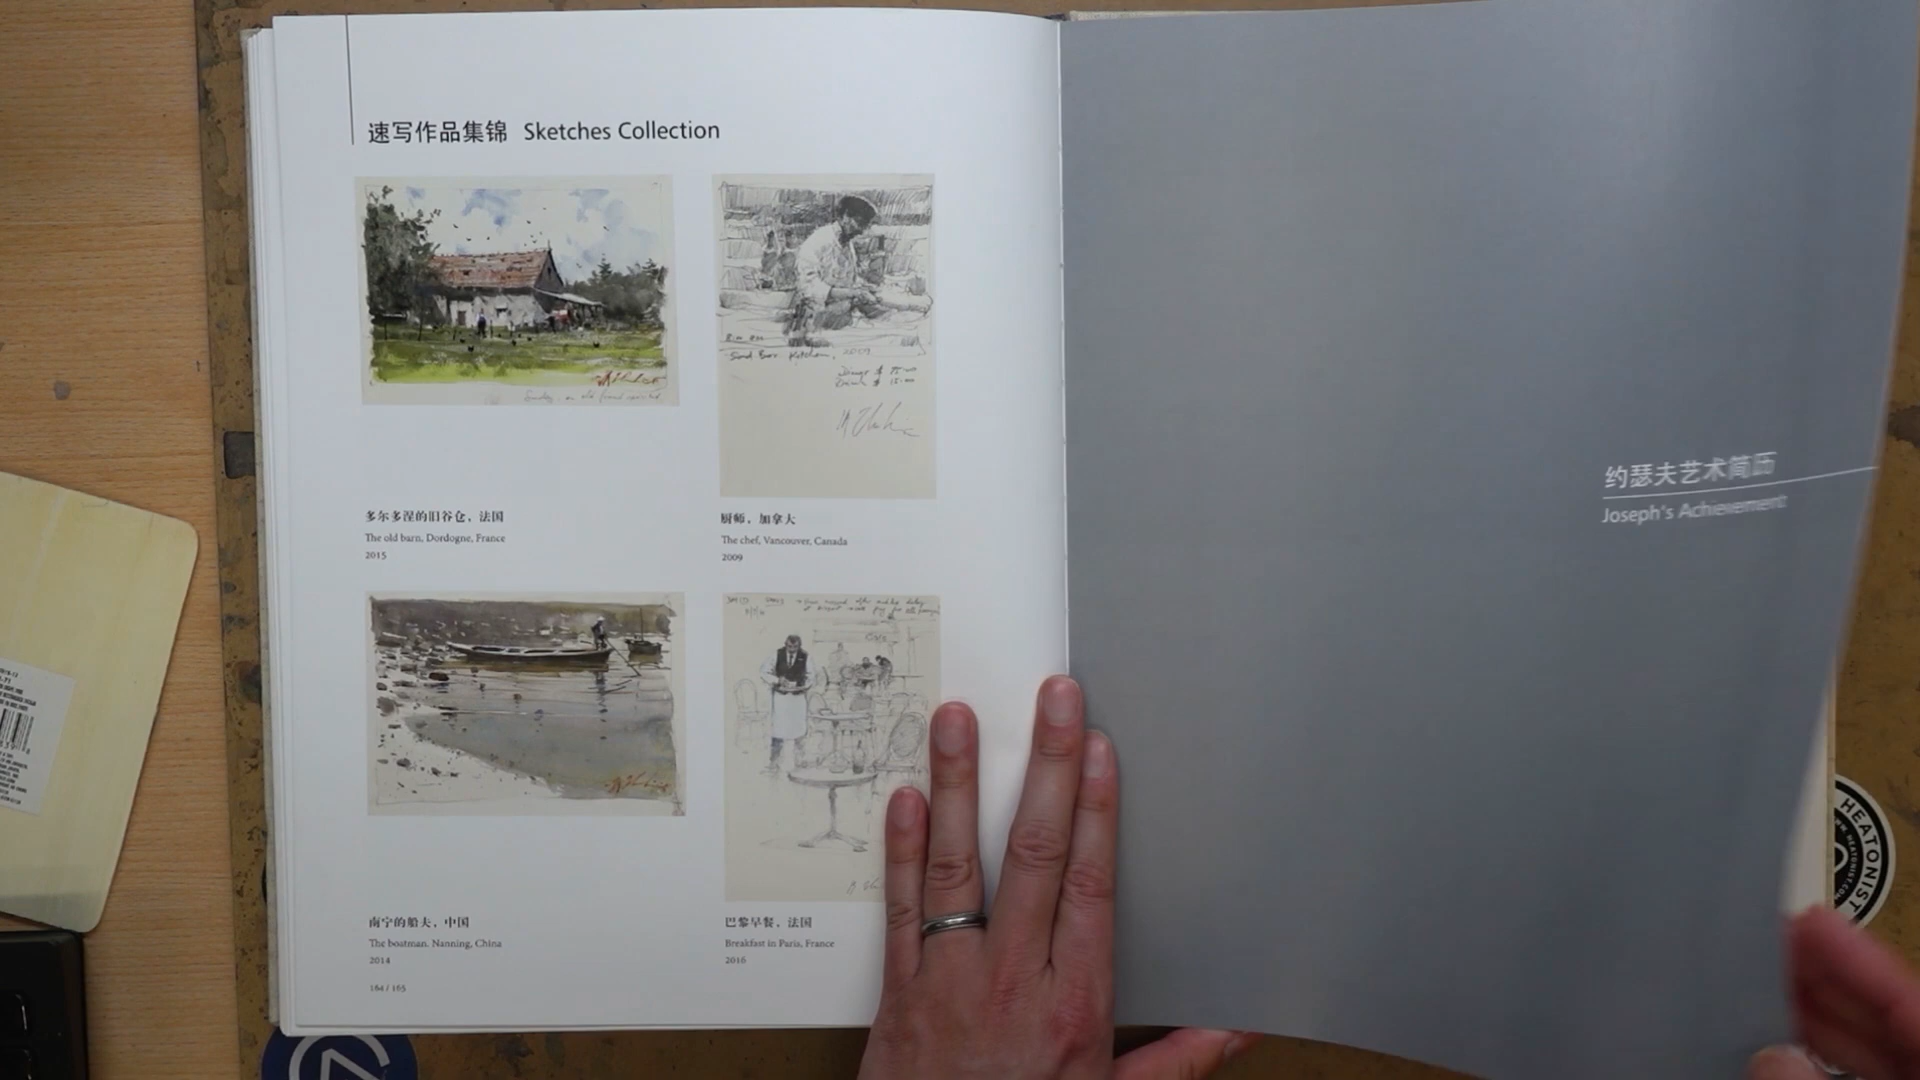 速写作品集锦 Sketches Collection
多尔多涅的旧谷仓，法国
The old barn, Dordogne, France
2015
厨师，加拿大
The chef, Vancouver, Canada
2009
南宁的船夫，中国
The boatman. Nanning, China
2014
巴黎早餐，法国
Breakfast in Paris, France
2016
164 / 165
约瑟夫艺术简历
Joseph's Achievement
HEATONIST